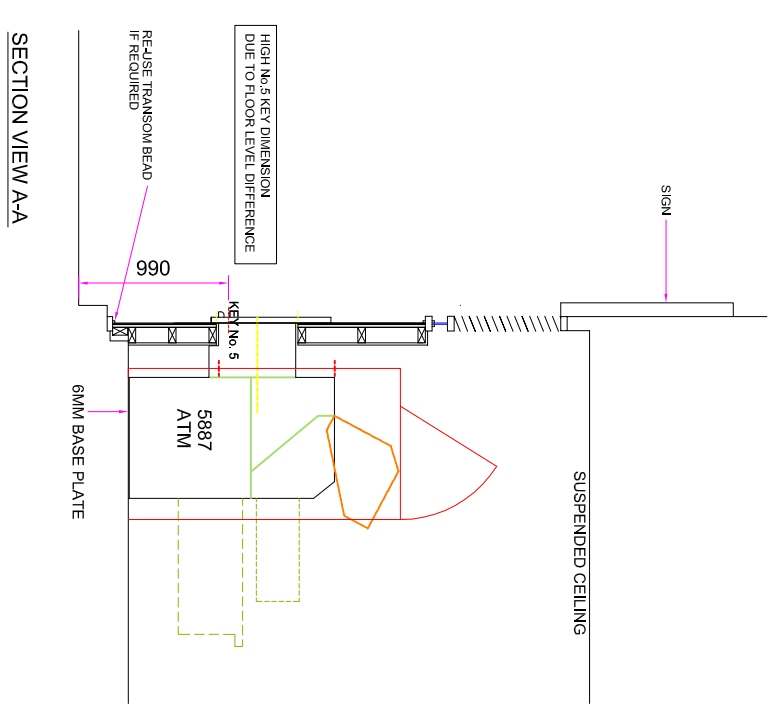 SIGN
SUSPENDED CEILING
HIGH No.5 KEY DIMENSION
DUE TO FLOOR LEVEL DIFFERENCE
KEY No. 5
5887
ATM
990
RE-USE TRANSOM BEAD
IF REQUIRED
6MM BASE PLATE
SECTION VIEW A-A